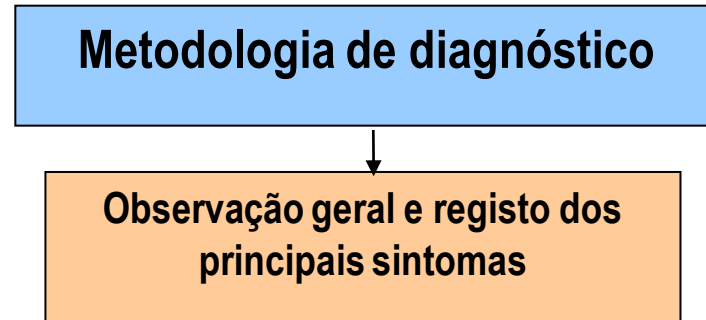 Metodologia de diagnóstico
Observação geral e registo dos
principais sintomas